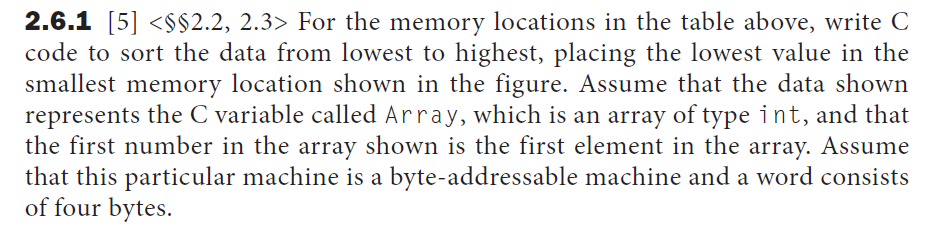 2.6.1 [5] <§§2.2, 2.3> For the memory locations in the table above, write C
code to sort the data from lowest to highest, placing the lowest value in the
smallest memory location shown in the figure. Assume that the data shown
represents the C variable called Array, which is an array of type int, and that
the first number in the array shown is the first element in the array. Assume
that this particular machine is a byte-addressable machine and a word consists
of four bytes.